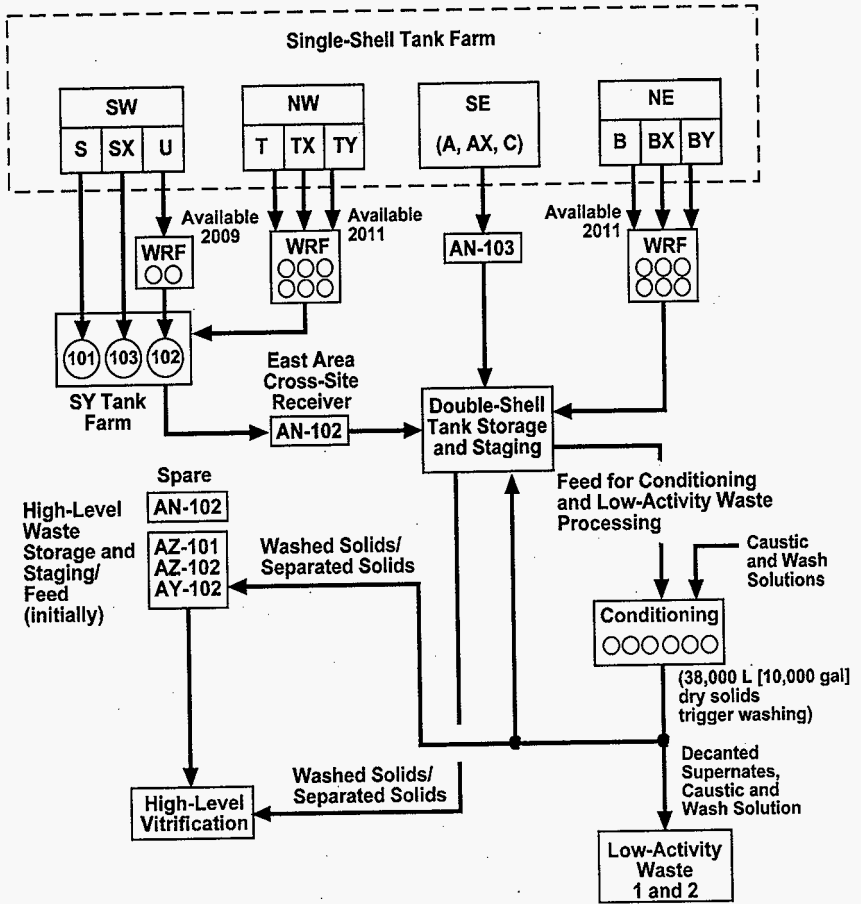 Single-Shell Tank Farm
SW
S SX U
NW
T TX TY
SE
(A, AX, C)
NE
B BX BY
Available
2009
WRF
Available
2011
WRF
AN-103
Available
2011
WRF
101 103 102
SY Tank
Farm
East Area
Cross-Site
Receiver
AN-102
Double-Shell
Tank Storage
and Staging
Feed for Conditioning
and Low-Activity Waste
Processing
Caustic
and Wash
Solutions
Spare
AN-102
High-Level
Waste
Storage and
Staging/
Feed
(initially)
AZ-101
AZ-102
AY-102
Washed Solids/
Separated Solids
Conditioning
(38,000 L [10,000 gal]
dry solids
trigger washing)
Decanted
Supernates,
Caustic and
Wash Solution
Washed Solids/
Separated Solids
High-Level
Vitrification
Low-Activity
Waste
1 and 2